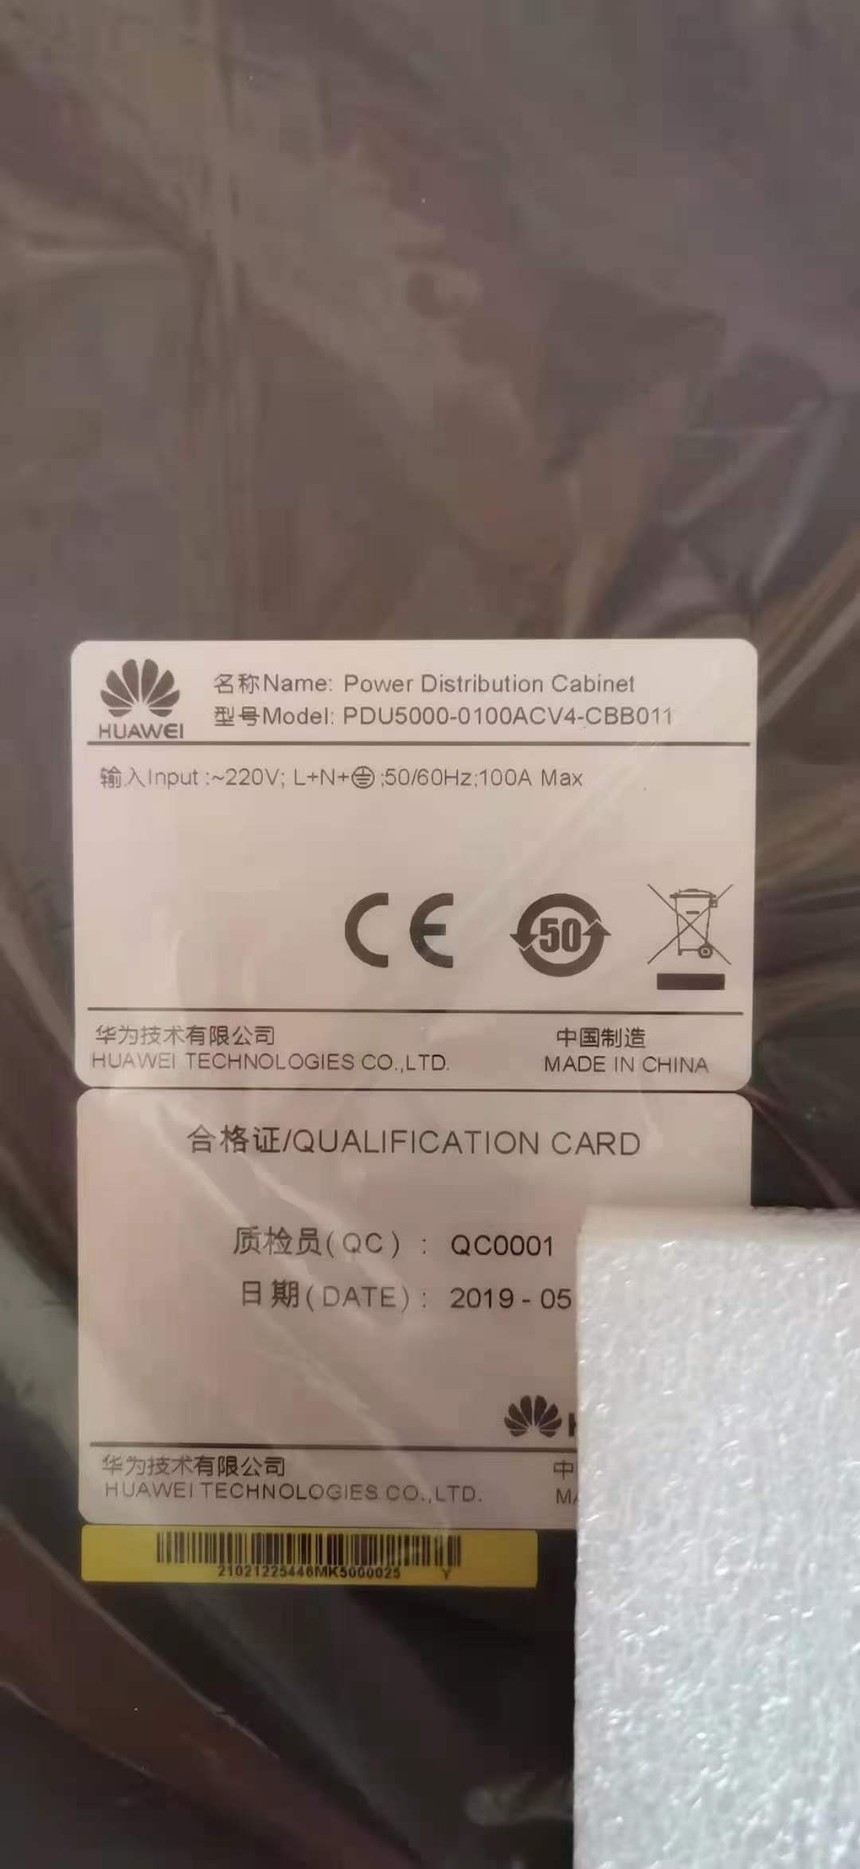 HUAWEI
名称Name: Power Distribution Cabinet
型号Model: PDU5000-0100ACV4-CBB011
输入Input :~220V; L+N+⏚;50/60Hz;100A Max
CE
50
华为技术有限公司 中国制造
HUAWEI TECHNOLOGIES CO.,LTD. MADE IN CHINA
合格证/QUALIFICATION CARD
质检员(QC) : QC0001
日期(DATE) : 2019 - 05
华为技术有限公司 中
HUAWEI TECHNOLOGIES CO.,LTD. MA
21021225446MK5000025 Y